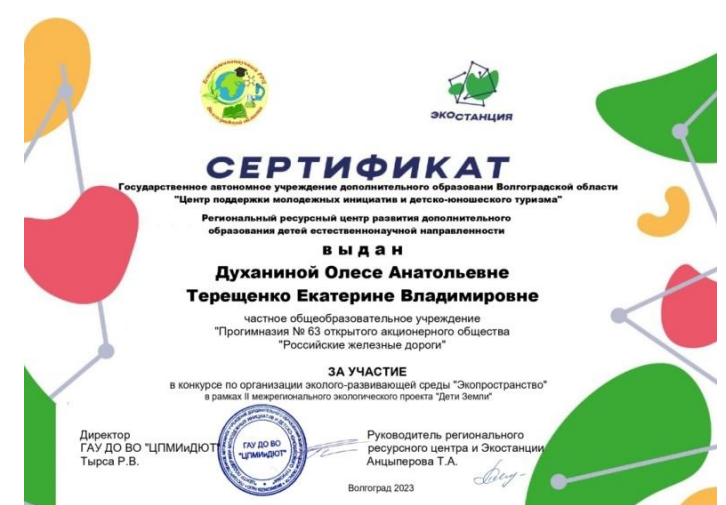 Естественнонаучный РРЦ
Волгоградской области
ЭКОСТАНЦИЯ
СЕРТИФИКАТ
Государственное автономное учреждение дополнительного образовани Волгоградской области
"Центр поддержки молодежных инициатив и детско-юношеского туризма"
Региональный ресурсный центр развития дополнительного
образования детей естественнонаучной направленности
выдан
Духаниной Олесе Анатольевне
Терещенко Екатерине Владимировне
частное общеобразовательное учреждение
"Прогимназия № 63 открытого акционерного общества
"Российские железные дороги"
ЗА УЧАСТИЕ
в конкурсе по организации эколого-развивающей среды "Экопространство"
в рамках II межрегионального экологического проекта "Дети Земли"
Директор
ГАУ ДО ВО "ЦПМИиДЮТ"
Тырса Р.В.
ГАУ ДО ВО
"ЦПМИиДЮТ"
Руководитель регионального
ресурсного центра и Экостанции
Анцыперова Т.А.
Волгоград 2023